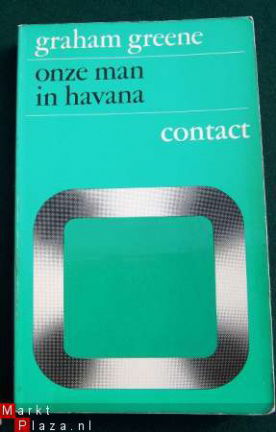 graham greene
onze man
in havana
contact
Markt
Plaza.nl